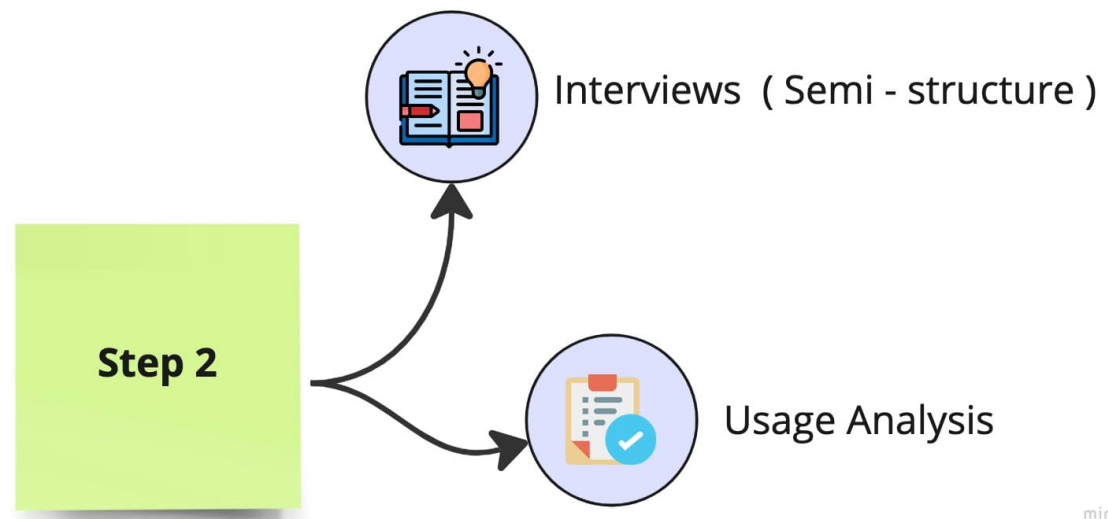 Interviews ( Semi - structure )
Step 2
Usage Analysis